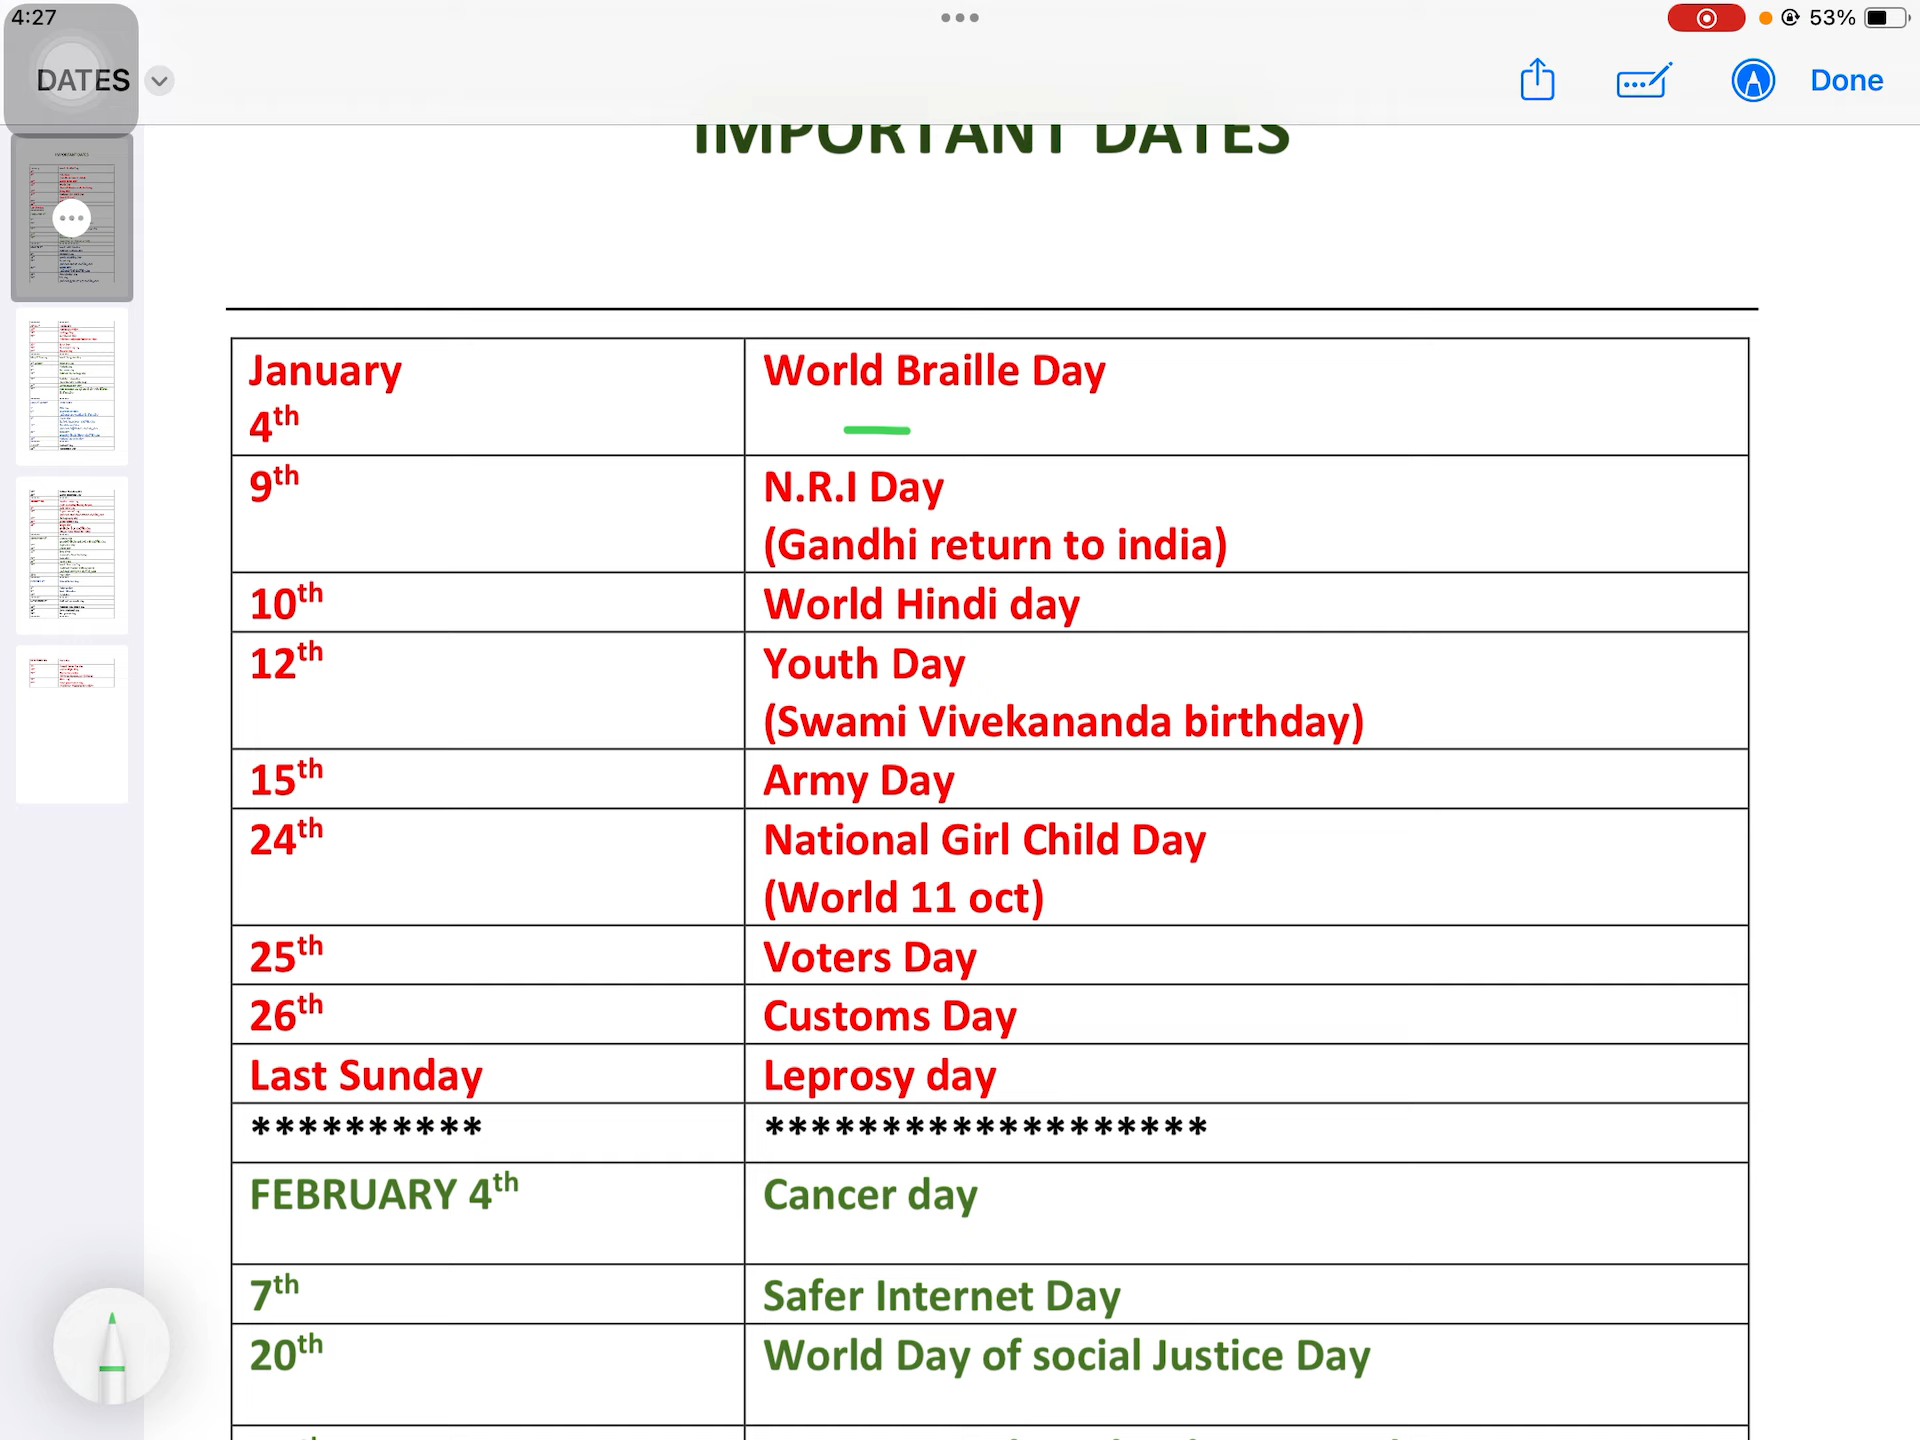 4:27
53%
DATES
Done
IMPORTANT DATES
January
4th
World Braille Day
9th
N.R.I Day
(Gandhi return to india)
10th
World Hindi day
12th
Youth Day
(Swami Vivekananda birthday)
15th
Army Day
24th
National Girl Child Day
(World 11 oct)
25th
Voters Day
26th
Customs Day
Last Sunday
Leprosy day
**********
*******************
FEBRUARY 4th
Cancer day
7th
Safer Internet Day
20th
World Day of social Justice Day